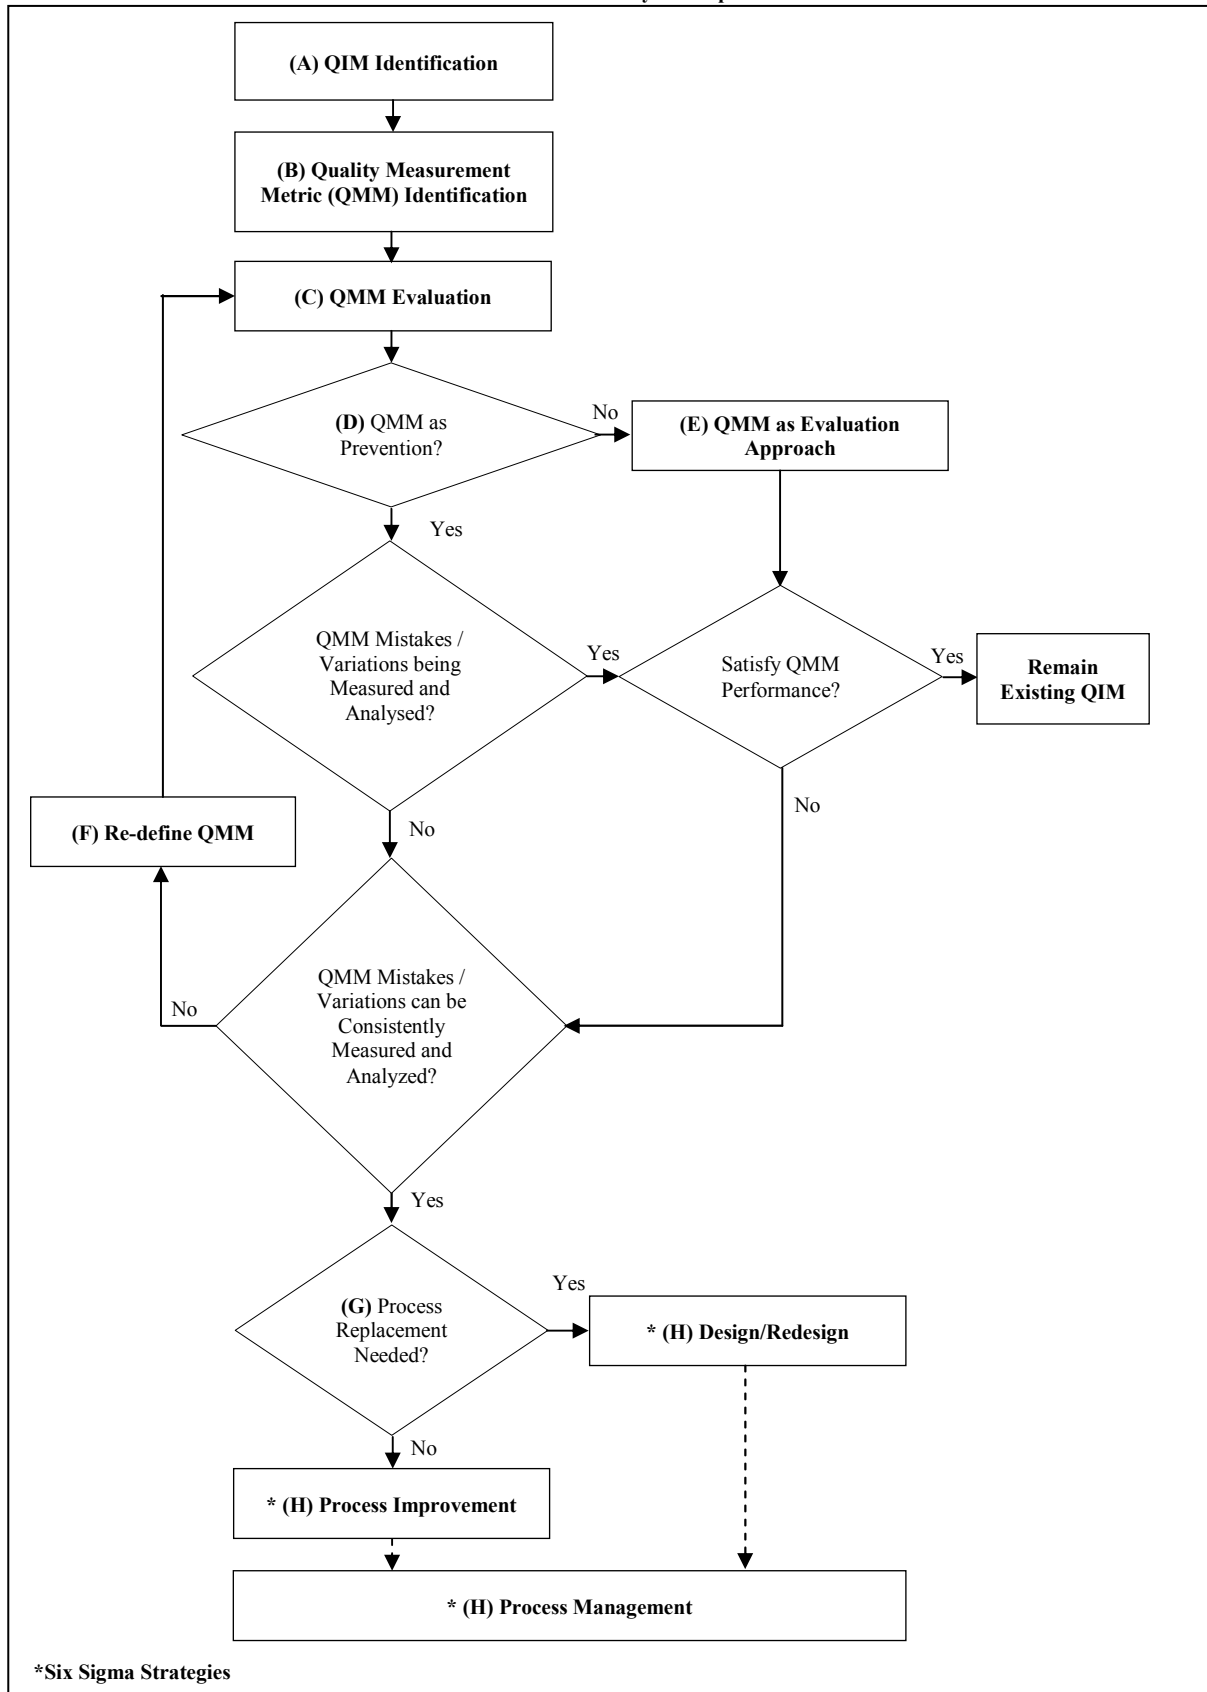 (A) QIM Identification
(B) Quality Measurement
Metric (QMM) Identification
(C) QMM Evaluation
(D) QMM as
Prevention?
No
(E) QMM as Evaluation
Approach
Yes
QMM Mistakes /
Variations being
Measured and
Analysed?
Yes
Satisfy QMM
Performance?
Yes
Remain
Existing QIM
No
(F) Re-define QMM
No
QMM Mistakes /
Variations can be
Consistently
Measured and
Analyzed?
No
Yes
(G) Process
Replacement
Needed?
Yes
* (H) Design/Redesign
No
* (H) Process Improvement
* (H) Process Management
*Six Sigma Strategies